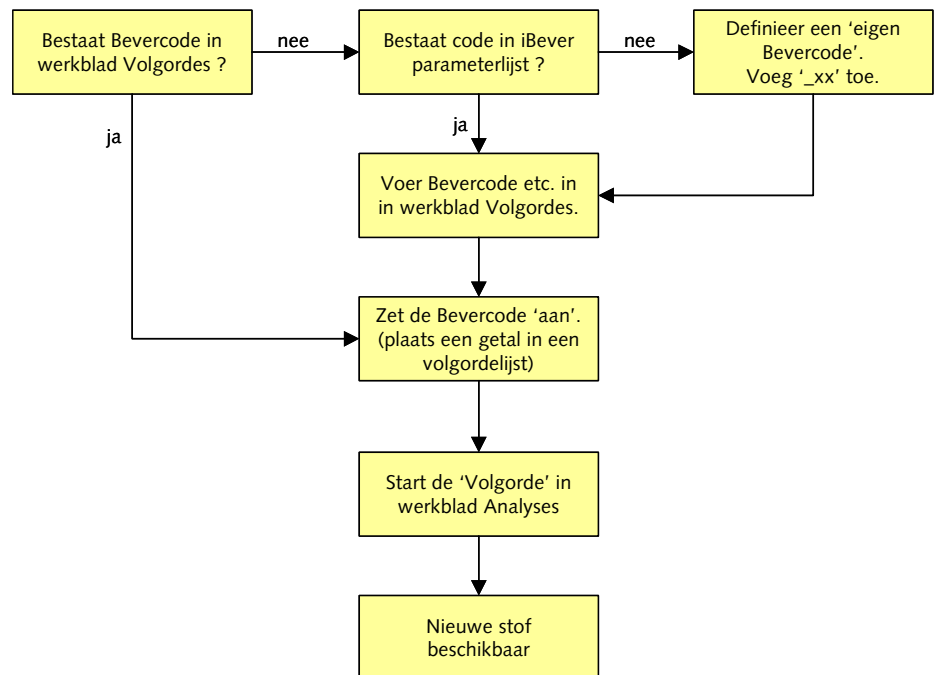 Bestaat Bevercode in
werkblad Volgordes ?
nee
Bestaat code in iBever
parameterlijst ?
nee
Definieer een ‘eigen
Bevercode’.
Voeg ‘_xx’ toe.
ja
ja
Voer Bevercode etc. in
in werkblad Volgordes.
Zet de Bevercode ‘aan’.
(plaats een getal in een
volgordelijst)
Start de ‘Volgorde’ in
werkblad Analyses
Nieuwe stof
beschikbaar